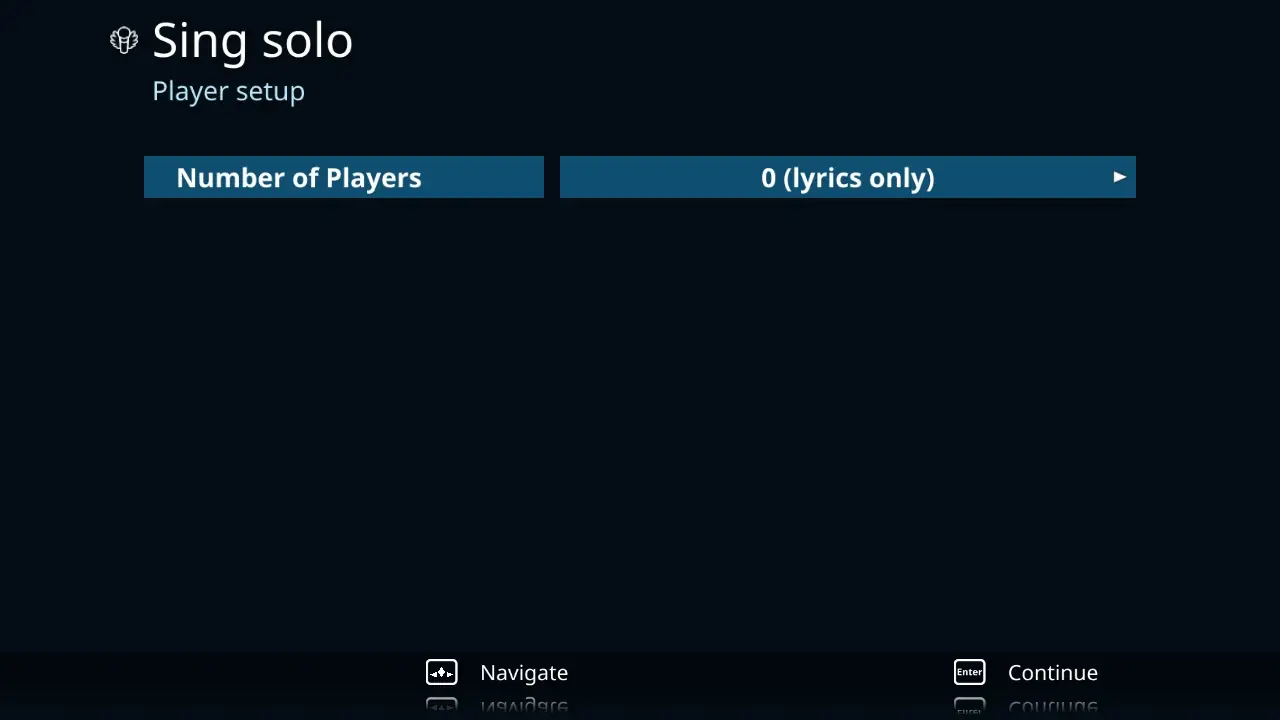 Sing solo
Player setup
Number of Players
0 (lyrics only)
Navigate
Enter
Continue